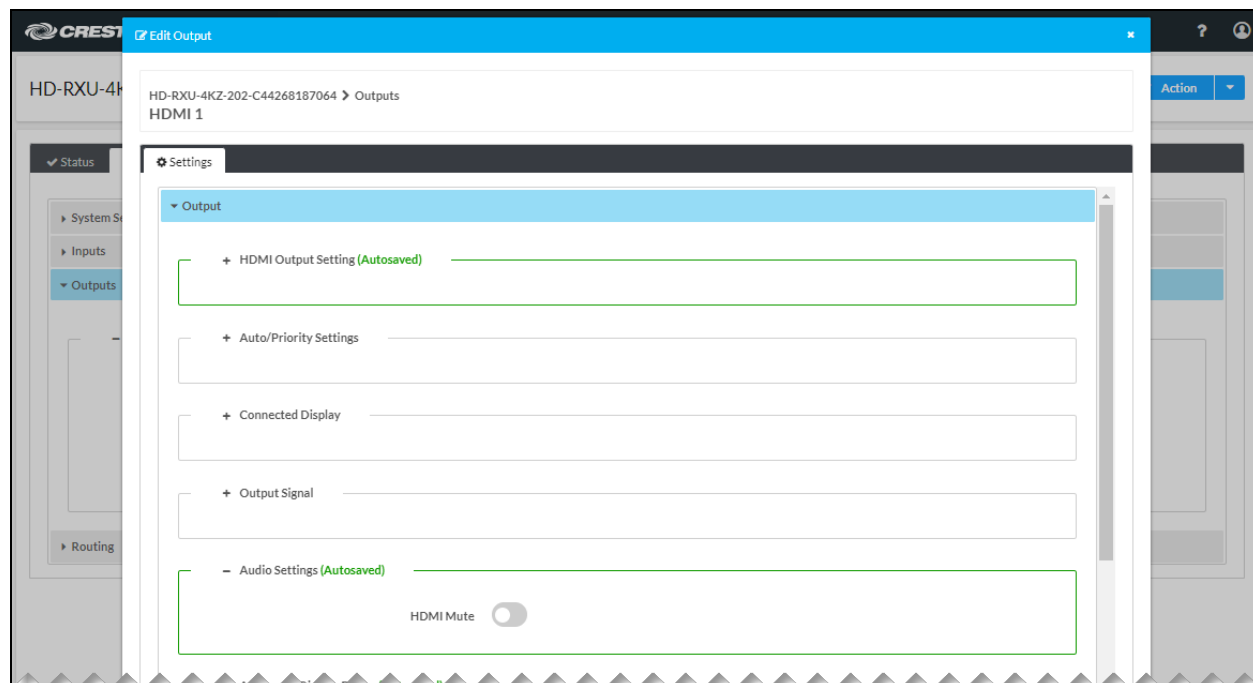 CREST
Edit Output
?
HD-RXU-4K
HD-RXU-4KZ-202-C44268187064 > Outputs
HDMI 1
Action
Status
Settings
Output
System Se
Inputs
Outputs
+ HDMI Output Setting (Autosaved)
+ Auto/Priority Settings
+ Connected Display
+ Output Signal
Routing
- Audio Settings (Autosaved)
HDMI Mute